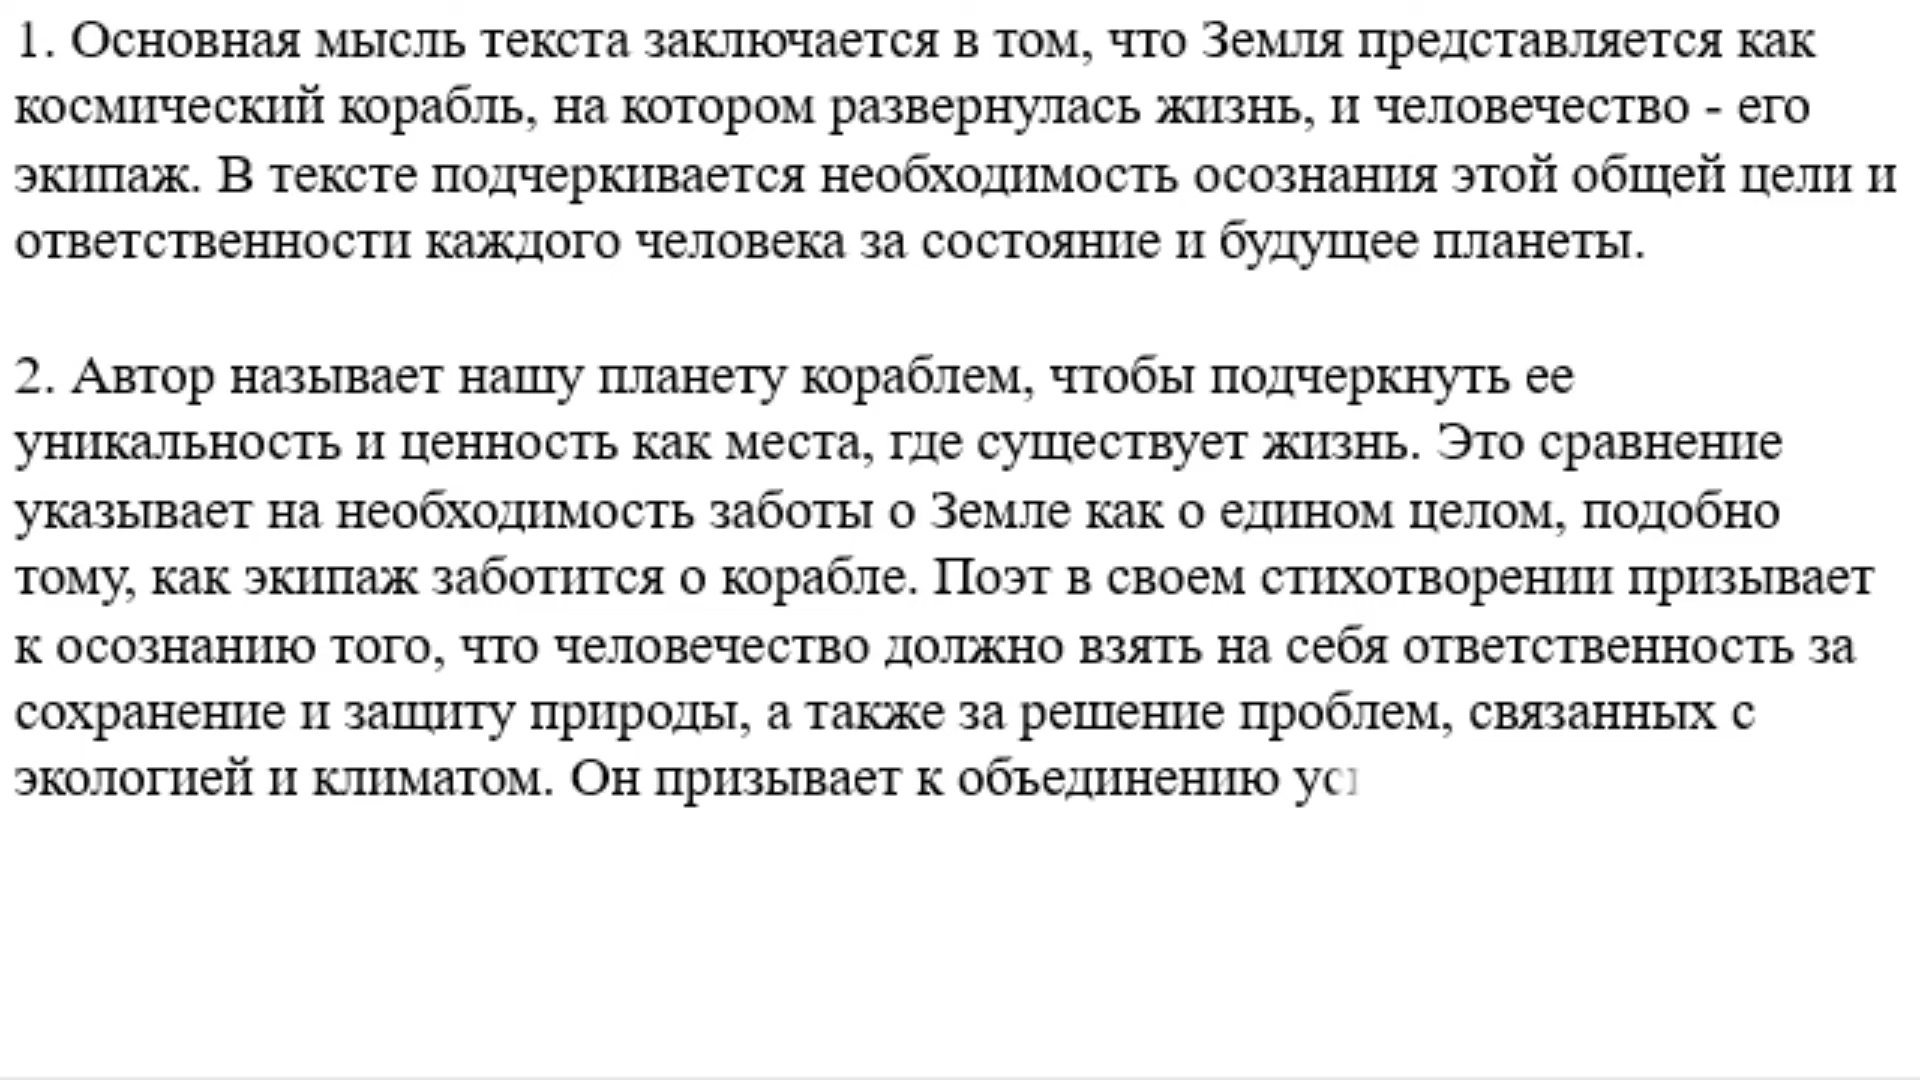 1. Основная мысль текста заключается в том, что Земля представляется как
космический корабль, на котором развернулась жизнь, и человечество - его
экипаж. В тексте подчеркивается необходимость осознания этой общей цели и
ответственности каждого человека за состояние и будущее планеты.
2. Автор называет нашу планету кораблем, чтобы подчеркнуть ее
уникальность и ценность как места, где существует жизнь. Это сравнение
указывает на необходимость заботы о Земле как о едином целом, подобно
тому, как экипаж заботится о корабле. Поэт в своем стихотворении призывает
к осознанию того, что человечество должно взять на себя ответственность за
сохранение и защиту природы, а также за решение проблем, связанных с
экологией и климатом. Он призывает к объединению